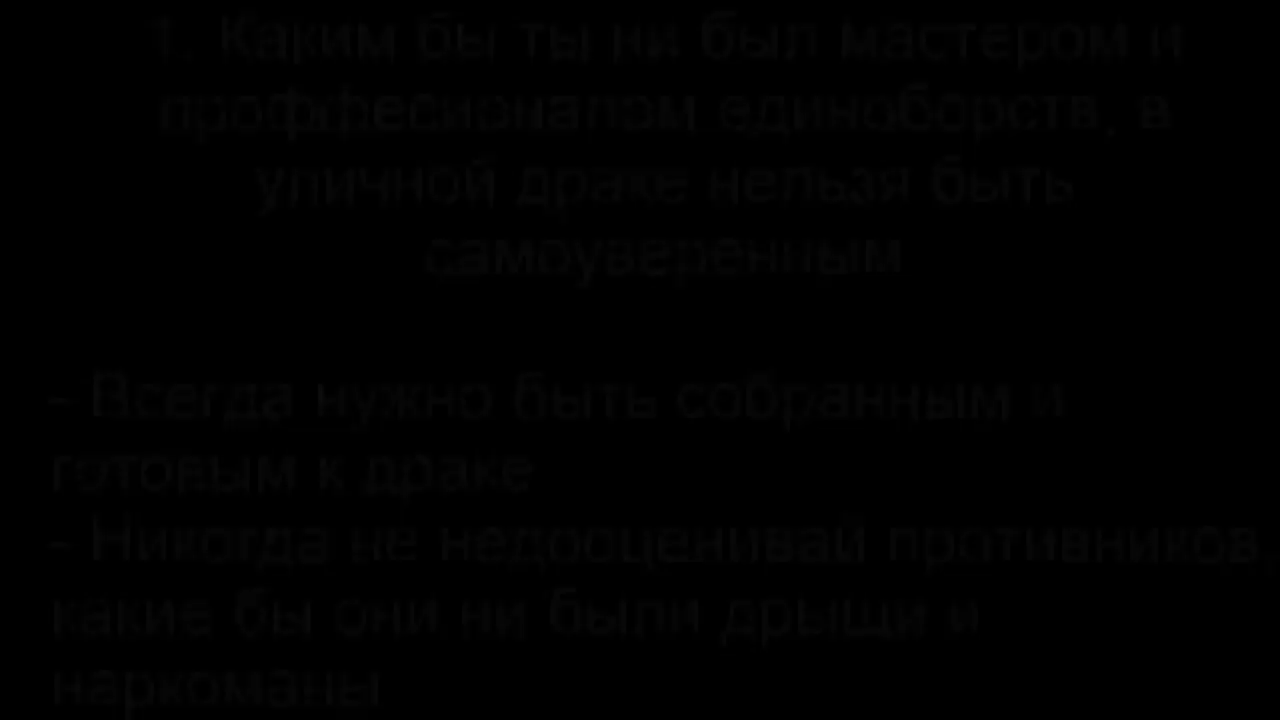 1. Каким бы ты ни был мастером и
проффесионалом единоборств, в
уличной драке нельзя быть
самоуверенным
- Всегда нужно быть собранным и
готовым к драке
- Никогда не недооценивай противников,
какие бы они ни были дрыщи и
наркоманы